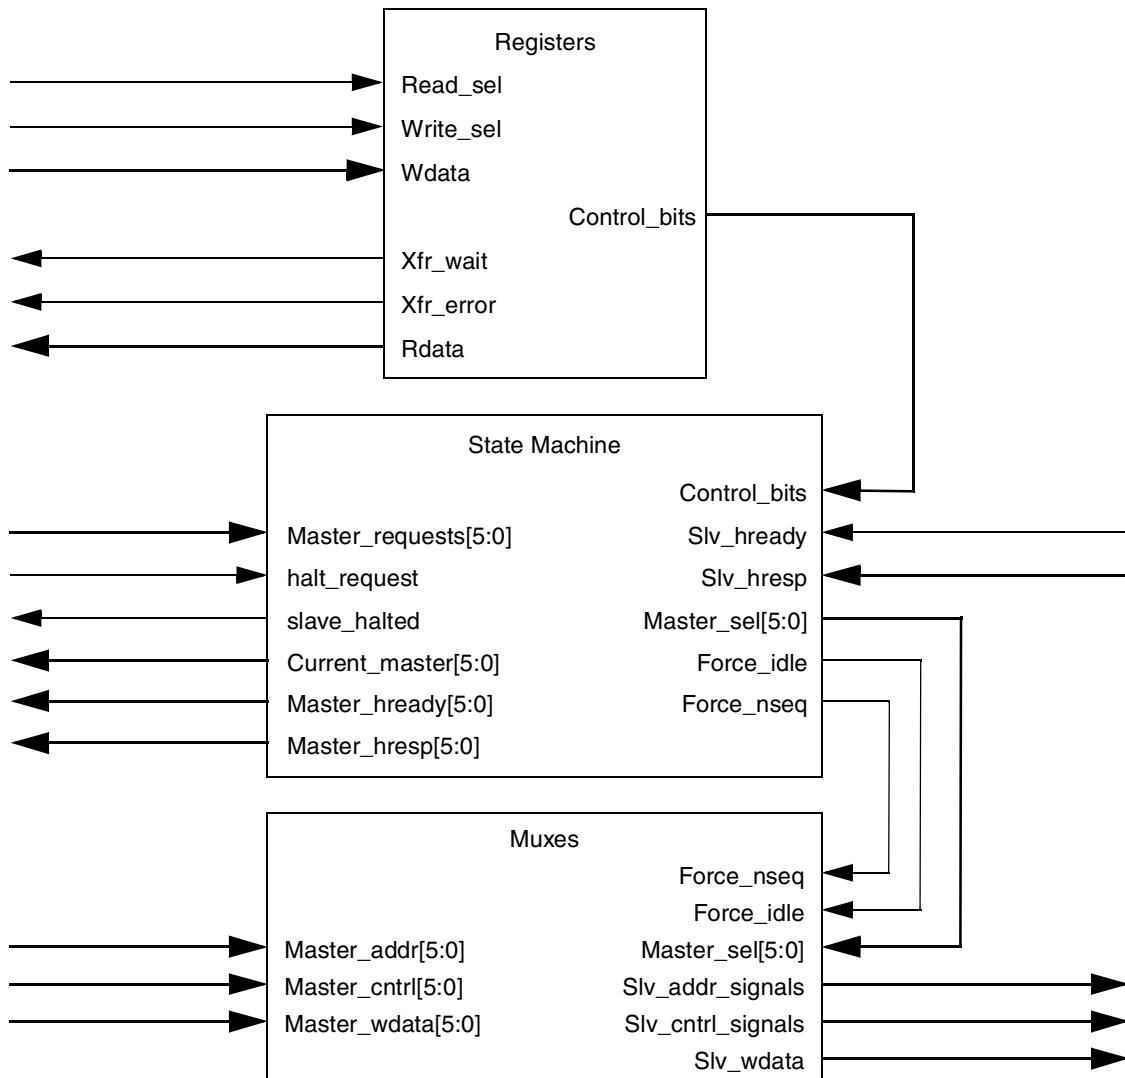 Registers
Read_sel
Write_sel
Wdata
Control_bits
Xfr_wait
Xfr_error
Rdata
State Machine
Control_bits
Master_requests[5:0] Slv_hready
halt_request Slv_hresp
slave_halted Master_sel[5:0]
Current_master[5:0] Force_idle
Master_hready[5:0] Force_nseq
Master_hresp[5:0]
Muxes
Force_nseq
Force_idle
Master_addr[5:0] Master_sel[5:0]
Master_cntrl[5:0] Slv_addr_signals
Master_wdata[5:0] Slv_cntrl_signals
Slv_wdata